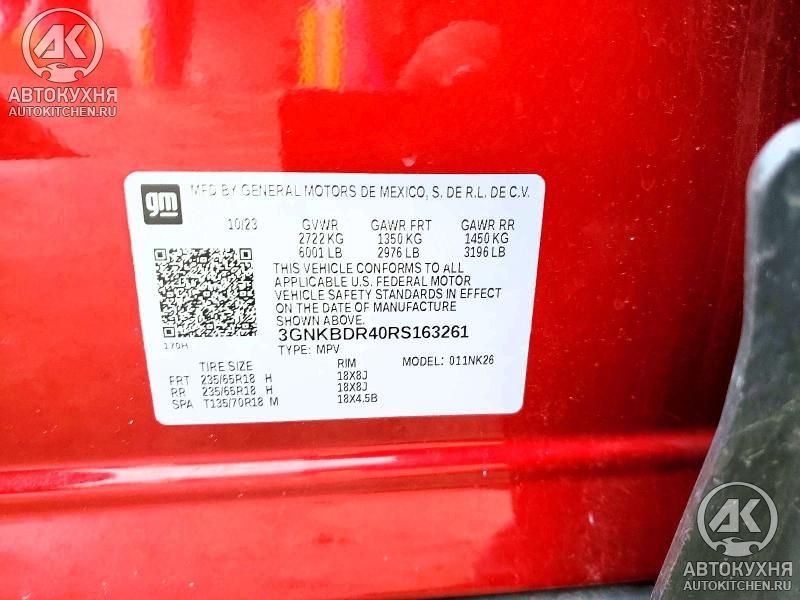 АК
АВТОКУХНЯ
AUTOKITCHEN.RU
gm MFD BY GENERAL MOTORS DE MEXICO, S. DE R.L. DE C.V.
10/23 GVWR GAWR FRT GAWR RR
2722 KG 1350 KG 1450 KG
6001 LB 2976 LB 3196 LB
THIS VEHICLE CONFORMS TO ALL
APPLICABLE U.S. FEDERAL MOTOR
VEHICLE SAFETY STANDARDS IN EFFECT
ON THE DATE OF MANUFACTURE
SHOWN ABOVE.
3GNKBDR40RS163261
170H TYPE: MPV MODEL: 011NK26
TIRE SIZE RIM
FRT 235/65R18 H 18X8J
RR 235/65R18 H 18X8J
SPA T135/70R18 M 18X4.5B
АК
АВТОКУХНЯ
AUTOKITCHEN.RU